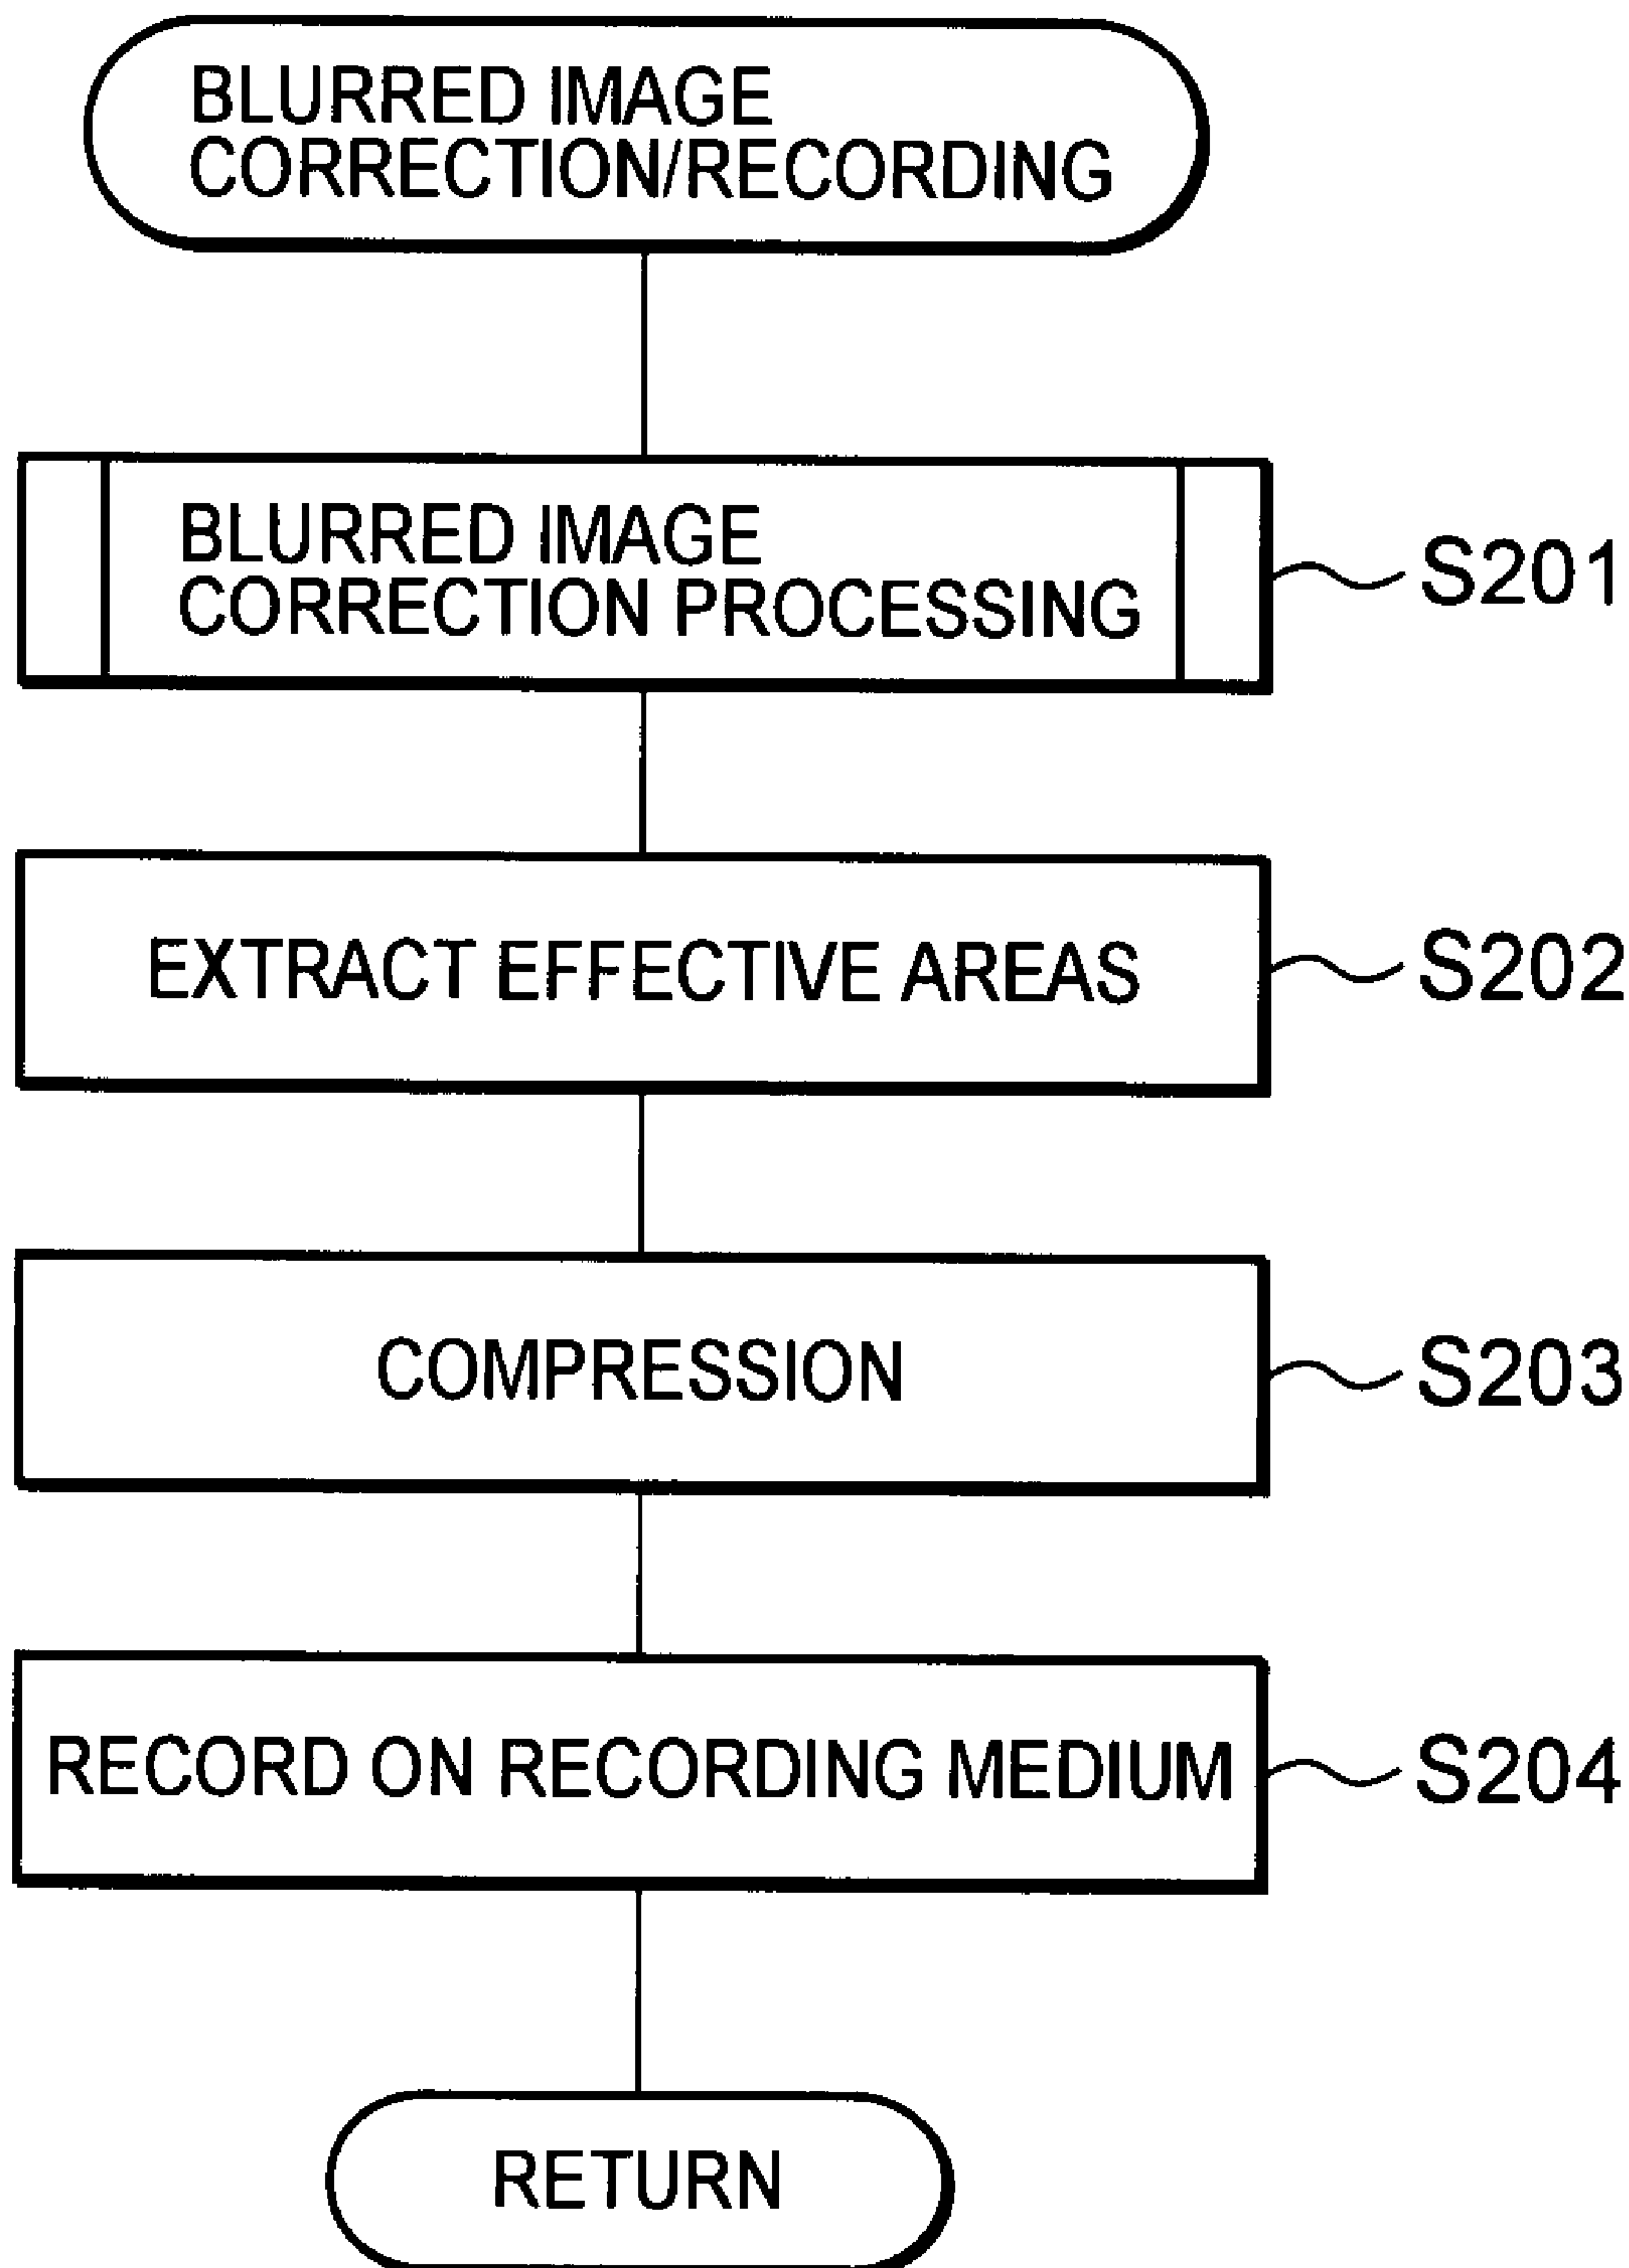 BLURRED IMAGE
CORRECTION/RECORDING
BLURRED IMAGE
CORRECTION PROCESSING
S201
EXTRACT EFFECTIVE AREAS
S202
COMPRESSION
S203
RECORD ON RECORDING MEDIUM
S204
RETURN